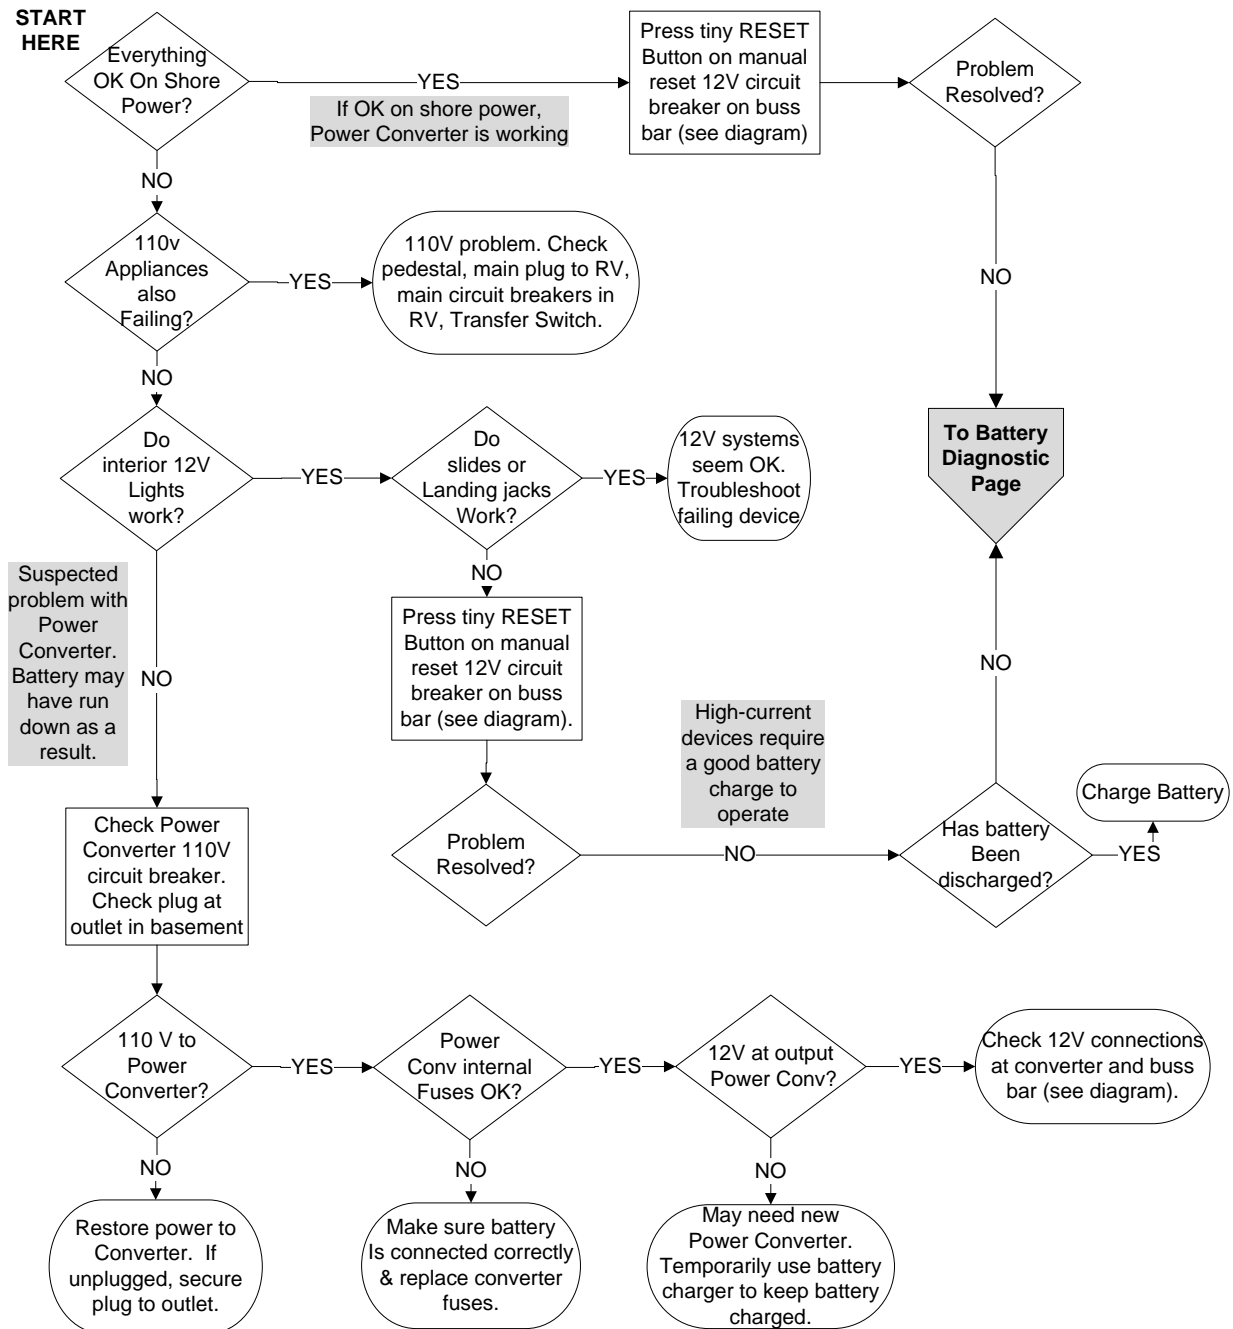 START
HERE
Everything
OK On Shore
Power?
YES
If OK on shore power,
Power Converter is working
Press tiny RESET
Button on manual
reset 12V circuit
breaker on buss
bar (see diagram)
Problem
Resolved?
NO
NO
110v
Appliances
also
Failing?
YES
110V problem. Check
pedestal, main plug to RV,
main circuit breakers in
RV, Transfer Switch.
NO
Do
interior 12V
Lights
work?
YES
Do
slides or
Landing jacks
Work?
YES
12V systems
seem OK.
Troubleshoot
failing device
To Battery
Diagnostic
Page
NO
Suspected
problem with
Power
Converter.
Battery may
have run
down as a
result.
NO
Press tiny RESET
Button on manual
reset 12V circuit
breaker on buss
bar (see diagram).
High-current
devices require
a good battery
charge to
operate
NO
Charge Battery
Check Power
Converter 110V
circuit breaker.
Check plug at
outlet in basement
Problem
Resolved?
NO
Has battery
Been
discharged?
YES
110 V to
Power
Converter?
YES
Power
Conv internal
Fuses OK?
YES
12V at output
Power Conv?
YES
Check 12V connections
at converter and buss
bar (see diagram).
NO
NO
NO
Restore power to
Converter. If
unplugged, secure
plug to outlet.
Make sure battery
Is connected correctly
& replace converter
fuses.
May need new
Power Converter.
Temporarily use battery
charger to keep battery
charged.